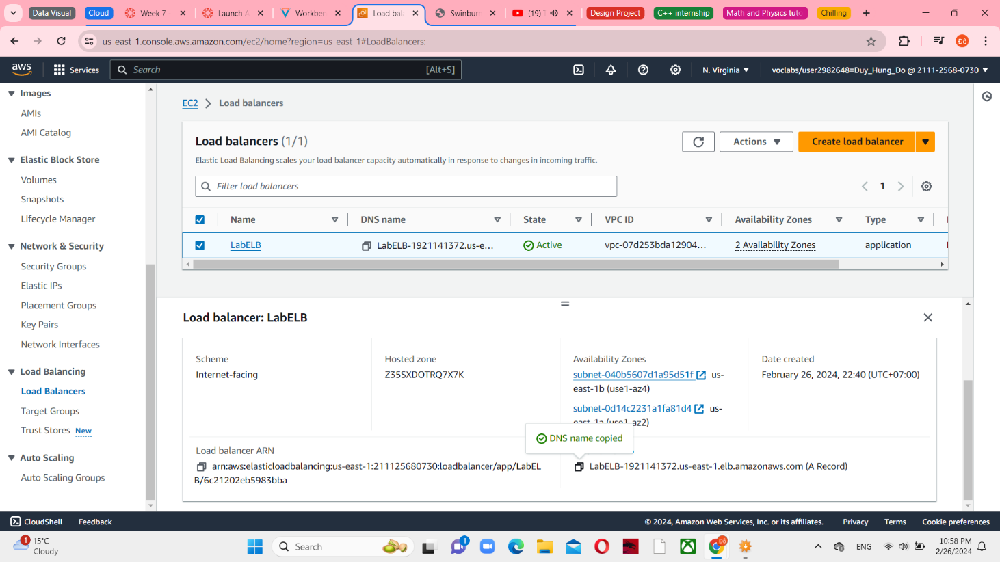 Data Visual
Cloud
Week 7 -
Launch A
Workben
Load bal
Swinburn
(19) T
Design Project
C++ internship
Math and Physics tuto
Chilling
us-east-1.console.aws.amazon.com/ec2/home?region=us-east-1#LoadBalancers:
Đỗ
aws
Services
Search
[Alt+S]
N. Virginia
voclabs/user2982648=Duy_Hung_Do @ 2111-2568-0730
Images
AMIs
AMI Catalog
Elastic Block Store
Volumes
Snapshots
Lifecycle Manager
Network & Security
Security Groups
Elastic IPs
Placement Groups
Key Pairs
Network Interfaces
Load Balancing
Load Balancers
Target Groups
Trust Stores New
Auto Scaling
Auto Scaling Groups
EC2 > Load balancers
Load balancers (1/1)
Actions
Create load balancer
Elastic Load Balancing scales your load balancer capacity automatically in response to changes in incoming traffic.
Filter load balancers
1
Name DNS name State VPC ID Availability Zones Type
LabELB LabELB-1921141372.us-e... Active vpc-07d253bda12904... 2 Availability Zones application
Load balancer: LabELB
Scheme
Internet-facing
Hosted zone
Z35SXDOTRQ7X7K
Availability Zones
subnet-040b5607d1a95d51f us-
east-1b (use1-az4)
subnet-0d14c2231a1fa81d4 us-
east-1a (use1-az2)
Date created
February 26, 2024, 22:40 (UTC+07:00)
DNS name copied
Load balancer ARN
arn:aws:elasticloadbalancing:us-east-1:211125680730:loadbalancer/app/LabEL
B/6c21202eb5983bba
LabELB-1921141372.us-east-1.elb.amazonaws.com (A Record)
CloudShell
Feedback
© 2024, Amazon Web Services, Inc. or its affiliates.
Privacy
Terms
Cookie preferences
1
15°C
Cloudy
Search
1
Đỗ
ENG
10:58 PM
2/26/2024